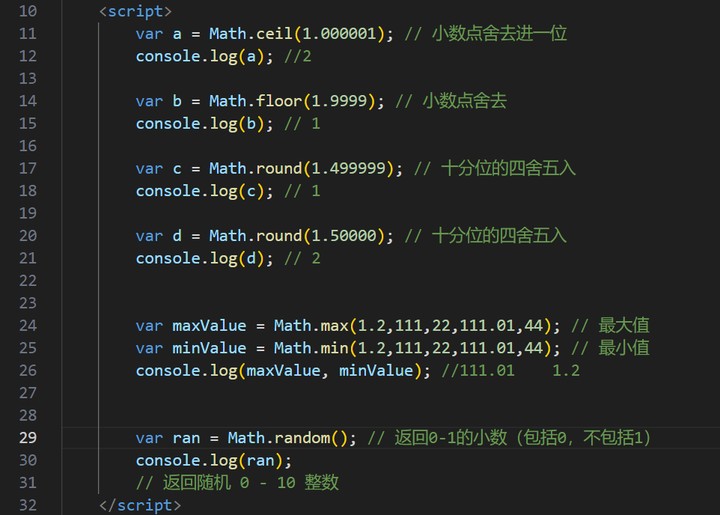 10 <script>
11 var a = Math.ceil(1.000001); // 小数点舍去进一位
12 console.log(a); //2
13
14 var b = Math.floor(1.9999); // 小数点舍去
15 console.log(b); // 1
16
17 var c = Math.round(1.499999); // 十分位的四舍五入
18 console.log(c); // 1
19
20 var d = Math.round(1.50000); // 十分位的四舍五入
21 console.log(d); // 2
22
23
24 var maxValue = Math.max(1.2,111,22,111.01,44); // 最大值
25 var minValue = Math.min(1.2,111,22,111.01,44); // 最小值
26 console.log(maxValue, minValue); //111.01    1.2
27
28
29 var ran = Math.random(); // 返回0-1的小数（包括0，不包括1）
30 console.log(ran);
31 // 返回随机 0 - 10 整数
32 </script>